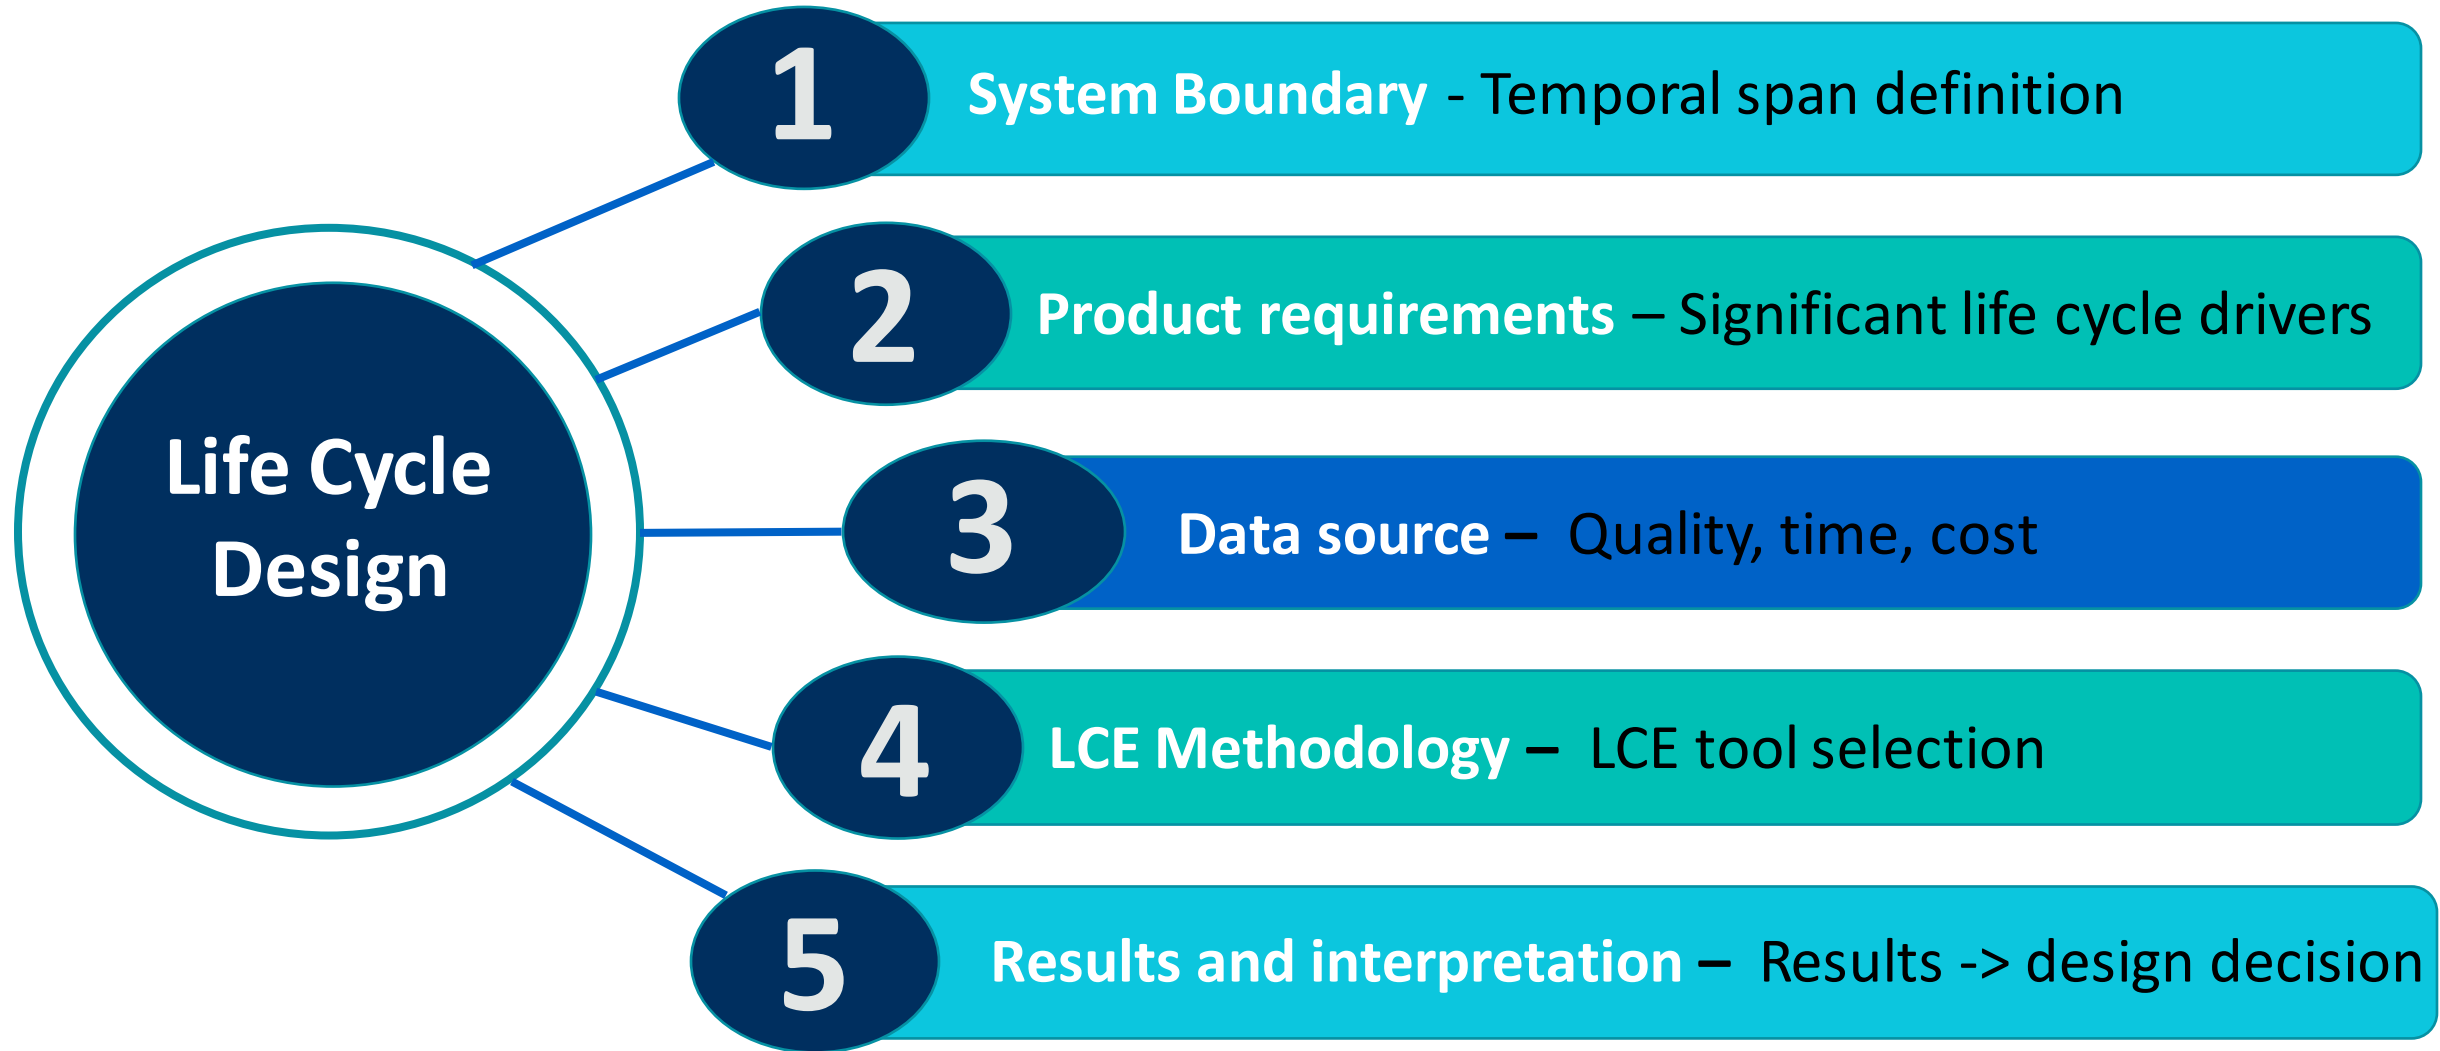 Life Cycle
Design
1
System Boundary - Temporal span definition
2
Product requirements – Significant life cycle drivers
3
Data source – Quality, time, cost
4
LCE Methodology – LCE tool selection
5
Results and interpretation – Results -> design decision